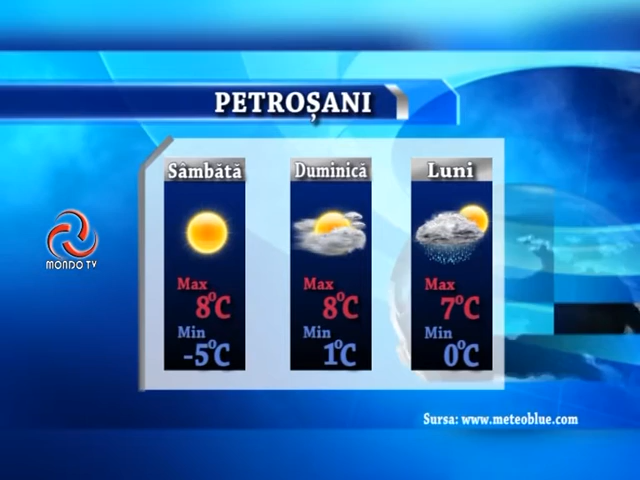 PETROȘANI
Sâmbătă
Max
8°C
Min
-5°C
Duminică
Max
8°C
Min
1°C
Luni
Max
7°C
Min
0°C
MONDO TV
Sursa: www.meteoblue.com